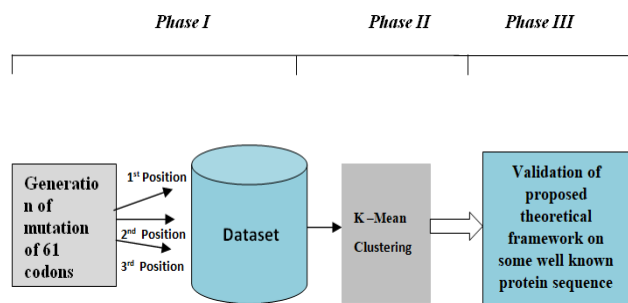 Phase I
Phase II
Phase III
Generatio
n of
mutation
of 61
codons
1st Position
2nd Position
3rd Position
Dataset
K –Mean
Clustering
Validation of
proposed
theoretical
framework on
some well known
protein sequence